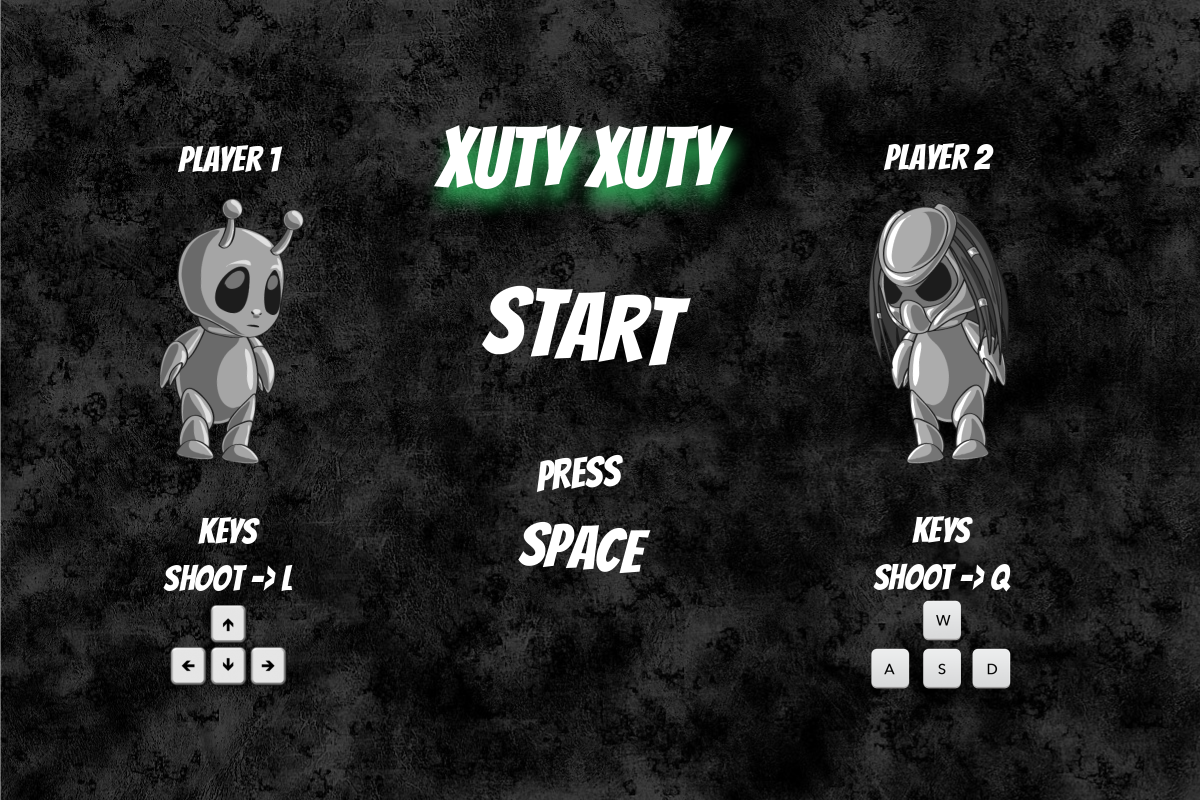 XUTY XUTY
PLAYER 1
PLAYER 2
START
PRESS
SPACE
KEYS
SHOOT -> L
↑
← ↓ →
KEYS
SHOOT -> Q
W
A S D